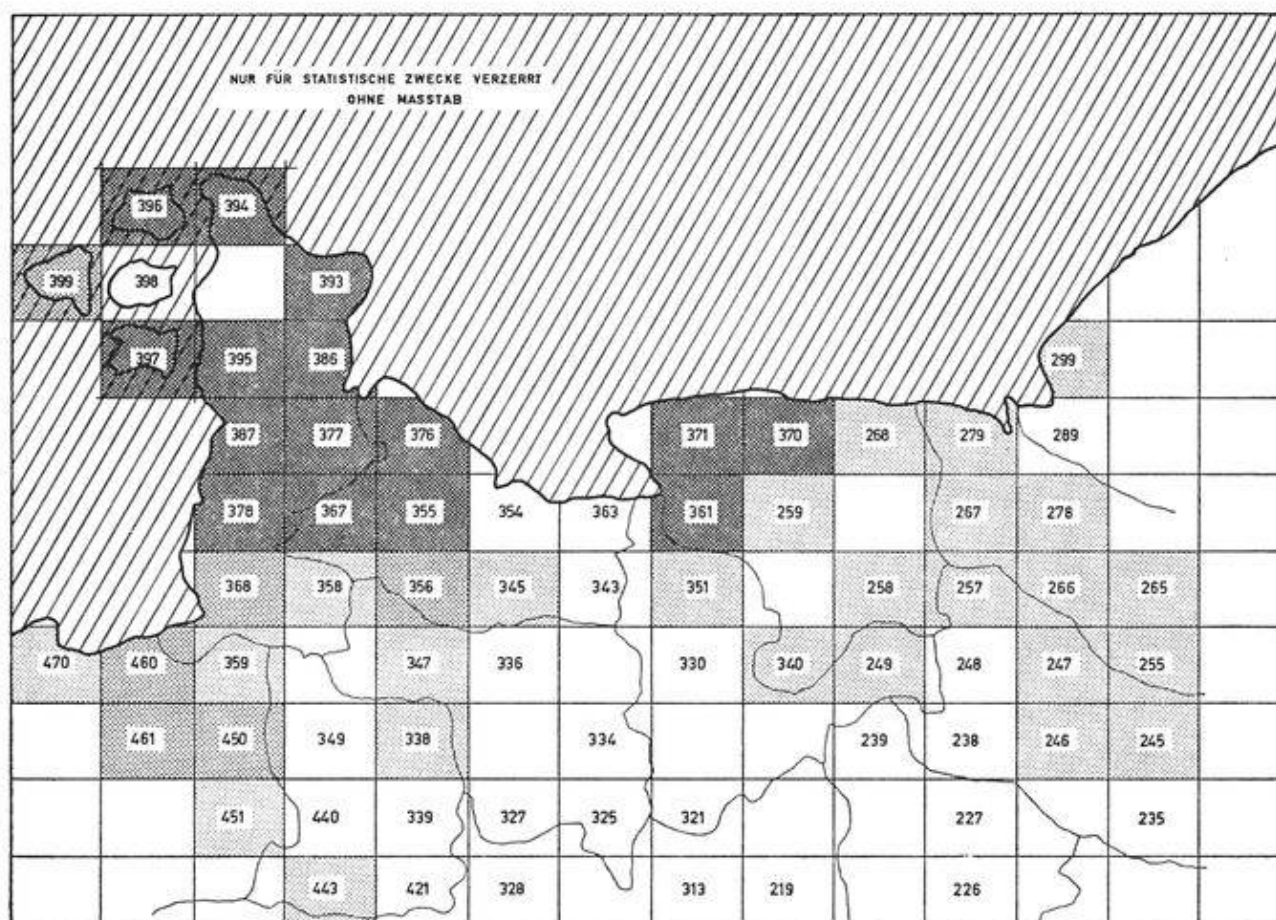 NUR FÜR STATISTISCHE ZWECKE VERZERRT
OHNE MASSTAB
396 394
399 398 393
397 395 386 299
387 377 376 371 370 268 279 289
378 367 355 354 363 361 259 267 278
368 358 356 345 343 351 258 257 266 265
470 460 359 347 336 330 340 249 248 247 255
461 450 349 338 334 239 238 246 245
451 440 339 327 325 321 227 235
443 421 328 313 219 226